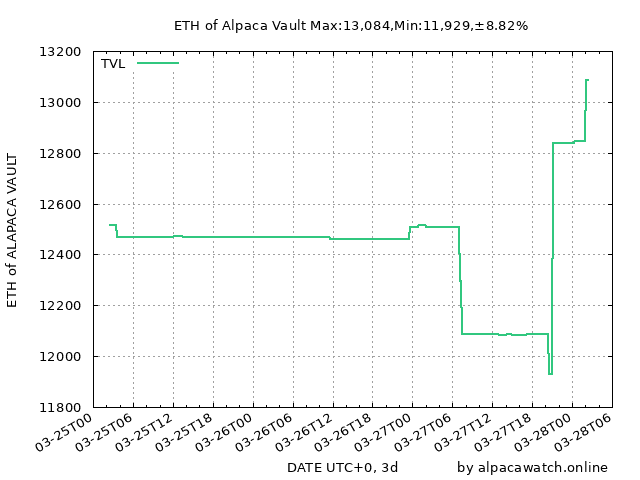 ETH of Alpaca Vault Max:13,084,Min:11,929,±8.82%
TVL
13200
13000
12800
12600
12400
12200
12000
11800
ETH of ALAPACA VAULT
03-25T00
03-25T06
03-25T12
03-25T18
03-26T00
03-26T06
03-26T12
03-26T18
03-27T00
03-27T06
03-27T12
03-27T18
03-28T00
03-28T06
DATE UTC+0, 3d
by alpacawatch.online